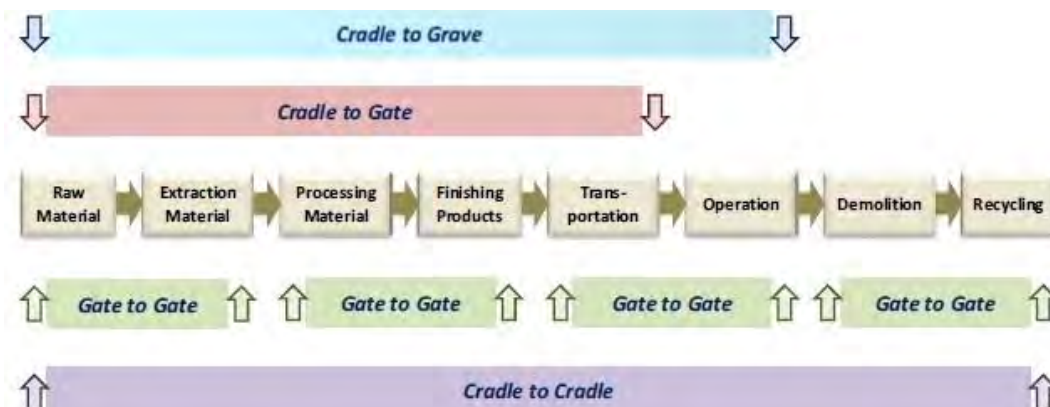 Cradle to Grave
Cradle to Gate
Raw
Material
Extraction
Material
Processing
Material
Finishing
Products
Trans-
portation
Operation
Demolition
Recycling
Gate to Gate
Gate to Gate
Gate to Gate
Gate to Gate
Cradle to Cradle